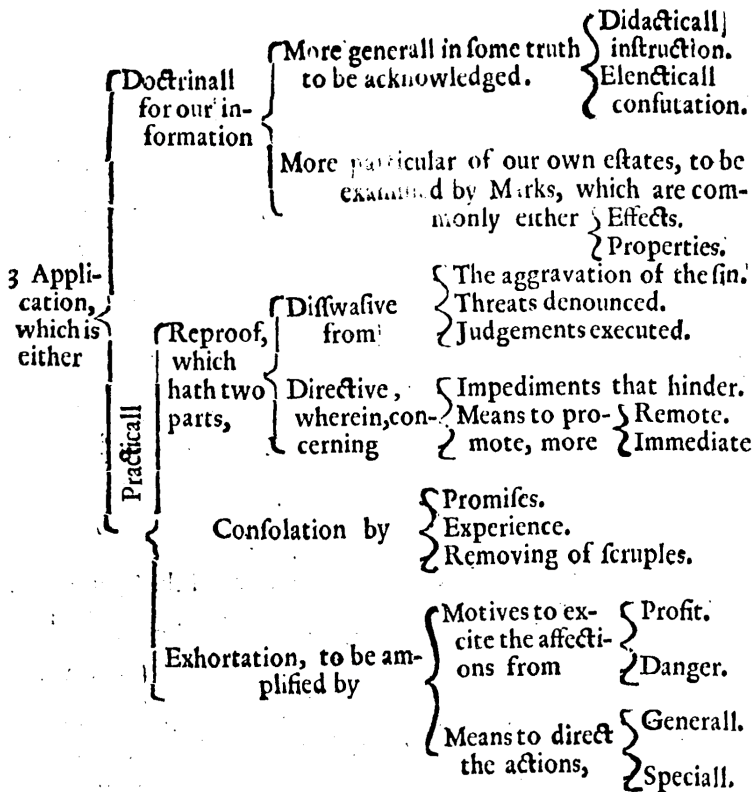 3 Appli-
cation,
which is
either
Doctrinall
for our in-
formation
More generall in ſome truth
to be acknowledged.
Didacticall
inſtruction.
Elencticall
confutation.
More particular of our own eſtates, to be
examined by Marks, which are com-
monly either
Effects.
Properties.
Practicall
Reproof,
which
hath two
parts,
Diſſwaſive
from
The aggravation of the ſin.
Threats denounced.
Judgements executed.
Directive,
wherein, con-
cerning
Impediments that hinder.
Means to pro-
mote, more
Remote.
Immediate
Conſolation by
Promiſes.
Experience.
Removing of ſcruples.
Exhortation, to be am-
plified by
Motives to ex-
cite the affecti-
ons from
Profit.
Danger.
Means to direct
the actions,
Generall.
Speciall.